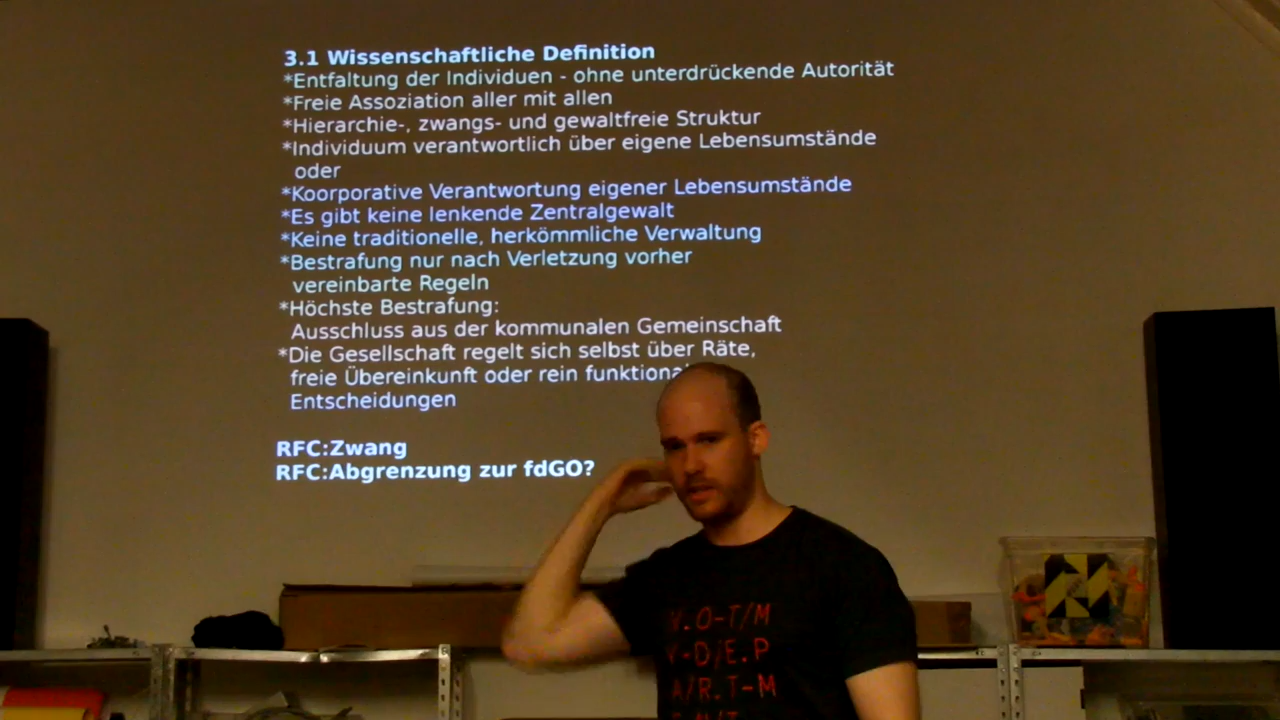 3.1 Wissenschaftliche Definition
*Entfaltung der Individuen - ohne unterdrückende Autorität
*Freie Assoziation aller mit allen
*Hierarchie-, zwangs- und gewaltfreie Struktur
*Individuum verantwortlich über eigene Lebensumstände
oder
*Koorporative Verantwortung eigener Lebensumstände
*Es gibt keine lenkende Zentralgewalt
*Keine traditionelle, herkömmliche Verwaltung
*Bestrafung nur nach Verletzung vorher
vereinbarte Regeln
*Höchste Bestrafung:
Ausschluss aus der kommunalen Gemeinschaft
*Die Gesellschaft regelt sich selbst über Räte,
freie Übereinkunft oder rein
Entscheidungen
RFC:Zwang
RFC:Abgrenzung zur fdGO?
V.O-T/M
V-D/E.P
A/R.T-M